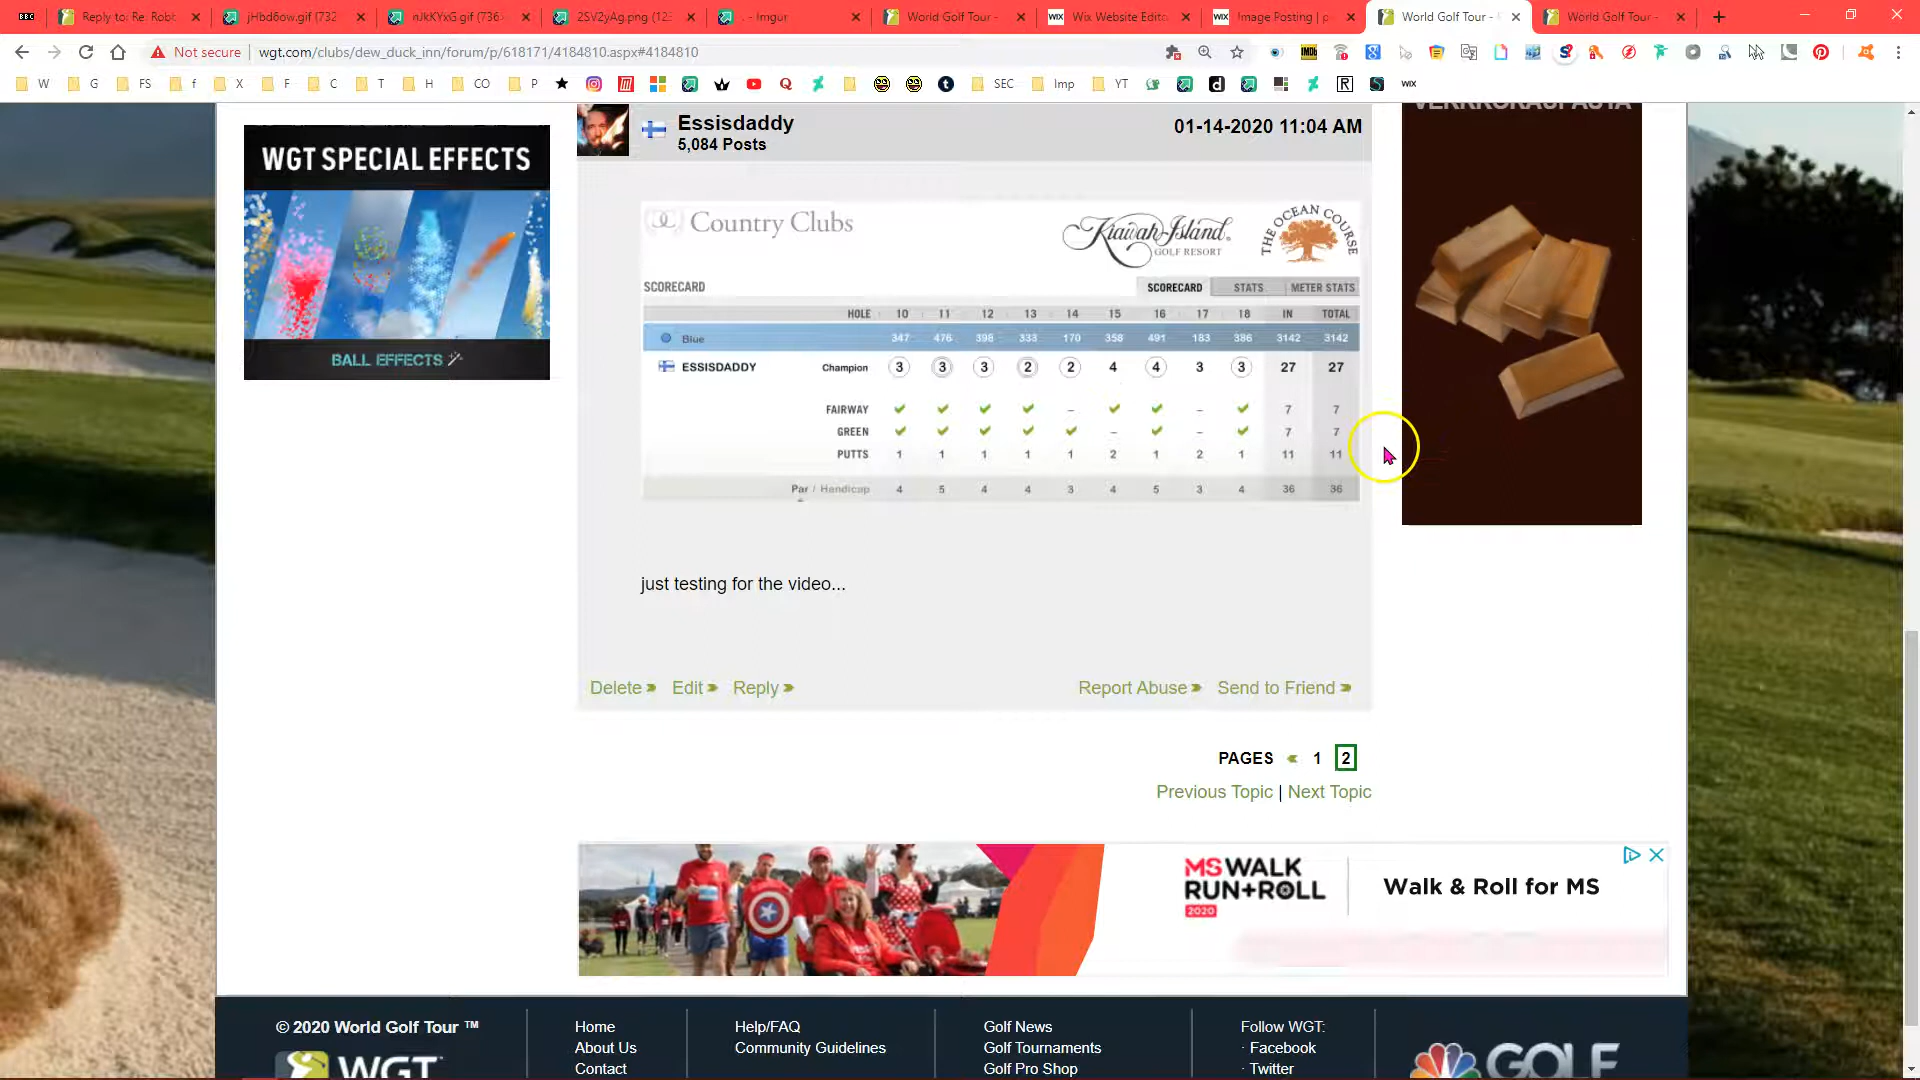 Reply to: Re: Robt
jHbd6ow.gif (732
nJkKYxG.gif (736
2SV2yAg.png (12
. - Imgur
World Golf Tour -
Wix Website Edito
Image Posting | p
World Golf Tour -
World Golf Tour -
Not secure
wgt.com/clubs/dew_duck_inn/forum/p/618171/4184810.aspx#4184810
W G FS f X F C T H CO P SEC Imp YT WIX
WGT SPECIAL EFFECTS
BALL EFFECTS
Essisdaddy
5,084 Posts
01-14-2020 11:04 AM
CC Country Clubs
Kiawah Island
GOLF RESORT
THE OCEAN COURSE
SCORECARD
SCORECARD STATS METER STATS
HOLE 10 11 12 13 14 15 16 17 18 IN TOTAL
Blue 347 476 398 333 170 358 491 183 386 3142 3142
ESSISDADDY Champion 3 3 3 2 2 4 4 3 3 27 27
FAIRWAY – – 7 7
GREEN – – 7 7
PUTTS 1 1 1 1 1 2 1 2 1 11 11
Par / Handicap 4 5 4 4 3 4 5 3 4 36 36
just testing for the video...
Delete Edit Reply
Report Abuse Send to Friend
PAGES 1 2
Previous Topic | Next Topic
MS WALK
RUN+ROLL
2020
Walk & Roll for MS
© 2020 World Golf Tour ™
WGT
Home
About Us
Contact
Help/FAQ
Community Guidelines
Golf News
Golf Tournaments
Golf Pro Shop
Follow WGT:
· Facebook
· Twitter
GOLF